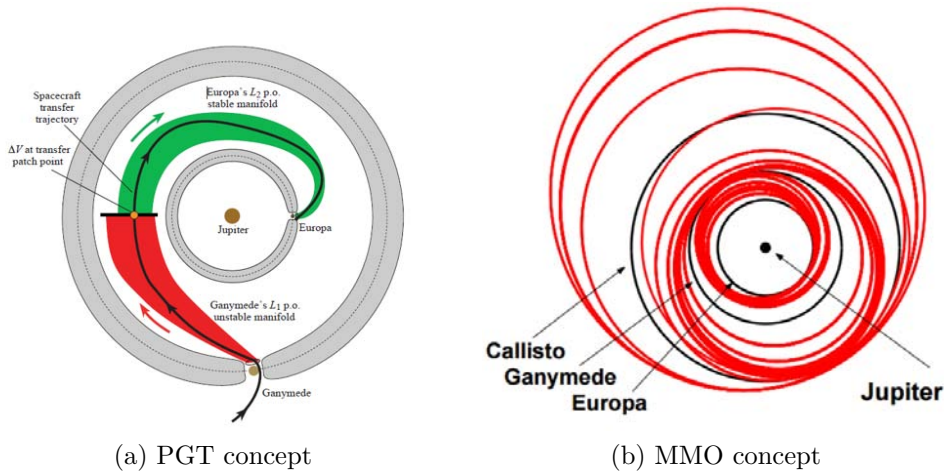 Europa's L2 p.o.
stable manifold
Spacecraft
transfer
trajectory
ΔV at transfer
patch point
Jupiter
Europa
Ganymede's L1 p.o.
unstable manifold
Ganymede
Callisto
Ganymede
Europa
Jupiter
(a) PGT concept
(b) MMO concept